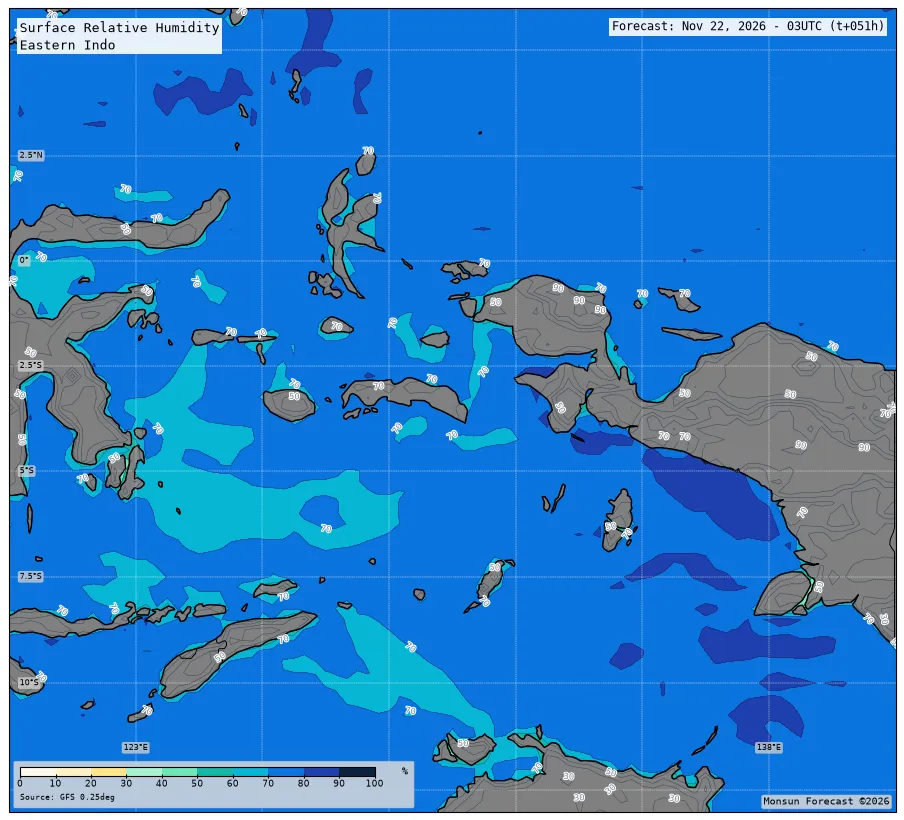 Surface Relative Humidity
Eastern Indo
Forecast: Nov 22, 2026 - 03UTC (t+051h)
2.5°N
0°
2.5°S
5°S
7.5°S
10°S
123°E
138°E
%
0 10 20 30 40 50 60 70 80 90 100
Source: GFS 0.25deg
Monsun Forecast ©2026